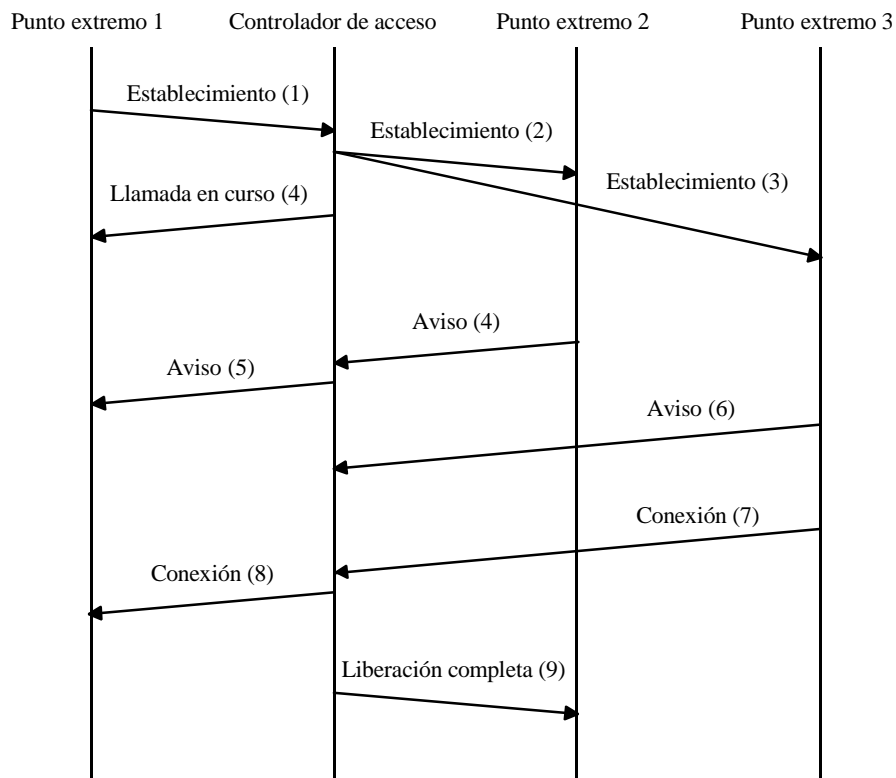 Punto extremo 1
Controlador de acceso
Punto extremo 2
Punto extremo 3
Establecimiento (1)
Establecimiento (2)
Establecimiento (3)
Llamada en curso (4)
Aviso (4)
Aviso (5)
Aviso (6)
Conexión (7)
Conexión (8)
Liberación completa (9)